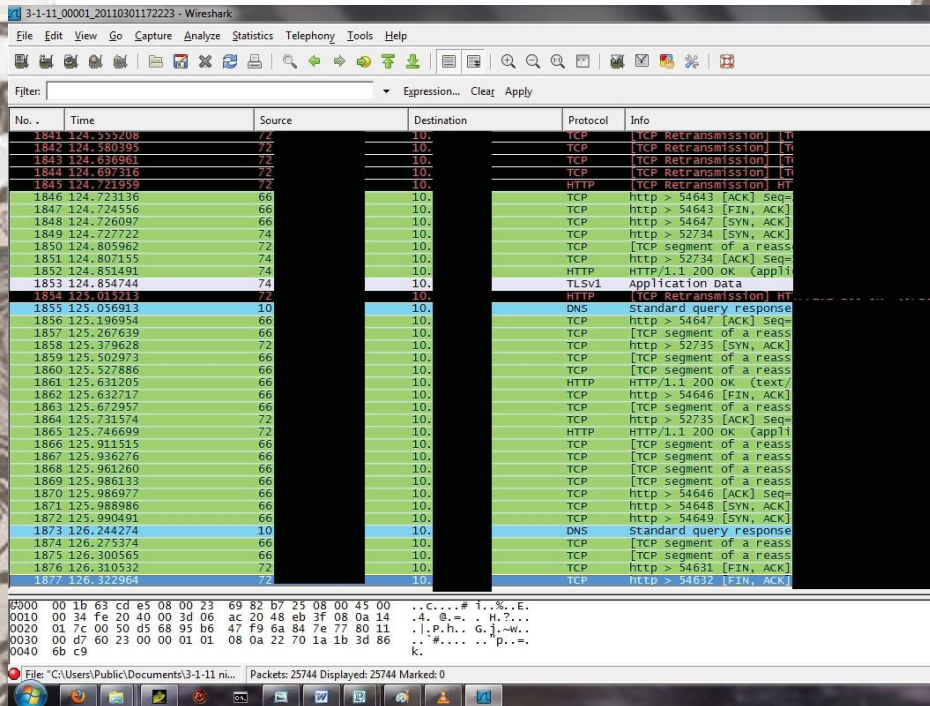 3-1-11_00001_20110301172223 - Wireshark
File Edit View Go Capture Analyze Statistics Telephony Tools Help
Filter: Expression... Clear Apply
No. . Time Source Destination Protocol Info
1841 124.555208 72 10. TCP [TCP Retransmission] [T
1842 124.580395 72 10. TCP [TCP Retransmission] [T
1843 124.636961 72 10. TCP [TCP Retransmission] [T
1844 124.697316 72 10. TCP [TCP Retransmission] [T
1845 124.721959 72 10. HTTP [TCP Retransmission] HT
1846 124.723136 66 10. TCP http > 54643 [ACK] Seq=
1847 124.724556 66 10. TCP http > 54643 [FIN, ACK]
1848 124.726097 66 10. TCP http > 54647 [SYN, ACK]
1849 124.727722 74 10. TCP http > 52734 [SYN, ACK]
1850 124.805962 72 10. TCP [TCP segment of a reass
1851 124.807155 74 10. TCP http > 52734 [ACK] Seq=
1852 124.851491 74 10. HTTP HTTP/1.1 200 OK (appli
1853 124.854744 74 10. TLSv1 Application Data
1854 125.015213 72 10. HTTP [TCP Retransmission] HT
1855 125.056913 10 10. DNS Standard query response
1856 125.196954 66 10. TCP http > 54647 [ACK] Seq=
1857 125.267639 66 10. TCP [TCP segment of a reass
1858 125.379628 72 10. TCP http > 52735 [SYN, ACK]
1859 125.502973 66 10. TCP [TCP segment of a reass
1860 125.527886 66 10. TCP [TCP segment of a reass
1861 125.631205 66 10. HTTP HTTP/1.1 200 OK (text/
1862 125.632717 66 10. TCP http > 54646 [FIN, ACK]
1863 125.672957 66 10. TCP [TCP segment of a reass
1864 125.731574 72 10. TCP http > 52735 [ACK] Seq=
1865 125.746699 72 10. HTTP HTTP/1.1 200 OK (appli
1866 125.911515 66 10. TCP [TCP segment of a reass
1867 125.936276 66 10. TCP [TCP segment of a reass
1868 125.961260 66 10. TCP [TCP segment of a reass
1869 125.986133 66 10. TCP [TCP segment of a reass
1870 125.986977 66 10. TCP http > 54646 [ACK] Seq=
1871 125.988986 66 10. TCP http > 54648 [SYN, ACK]
1872 125.990491 66 10. TCP http > 54649 [SYN, ACK]
1873 126.244274 10 10. DNS Standard query response
1874 126.275374 66 10. TCP [TCP segment of a reass
1875 126.300565 66 10. TCP [TCP segment of a reass
1876 126.310532 72 10. TCP http > 54631 [FIN, ACK]
1877 126.322964 72 10. TCP http > 54632 [FIN, ACK]
0000 00 1b 63 cd e5 08 00 23 69 82 b7 25 08 00 45 00 ..c....# i..%..E.
0010 00 34 fe 20 40 00 3d 06 ac 20 48 eb 3f 08 0a 14 .4. @.=. . H.?...
0020 01 7c 00 50 d5 68 95 b6 47 f9 6a 84 7e 77 80 11 .|.P.h.. G.j.~w..
0030 00 d7 60 23 00 00 01 01 08 0a 22 70 1a 1b 3d 86 ..`#.... .."p..=.
0040 6b c9 k.
File: "C:\Users\Public\Documents\3-1-11 ni... Packets: 25744 Displayed: 25744 Marked: 0